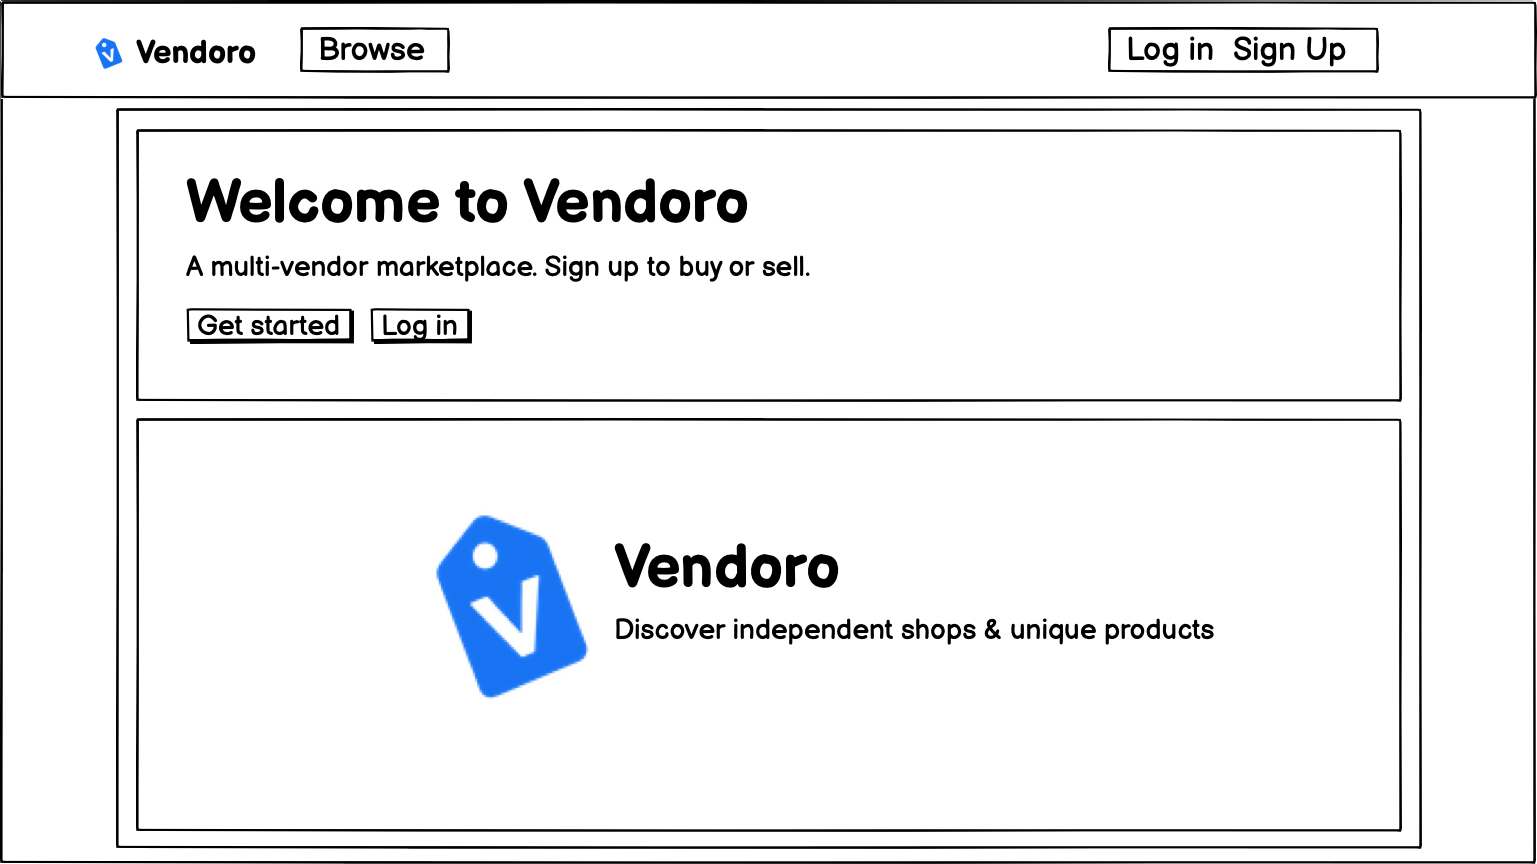 V Vendoro Browse Log in Sign Up
Welcome to Vendoro
A multi-vendor marketplace. Sign up to buy or sell.
Get started Log in
V
Vendoro
Discover independent shops & unique products